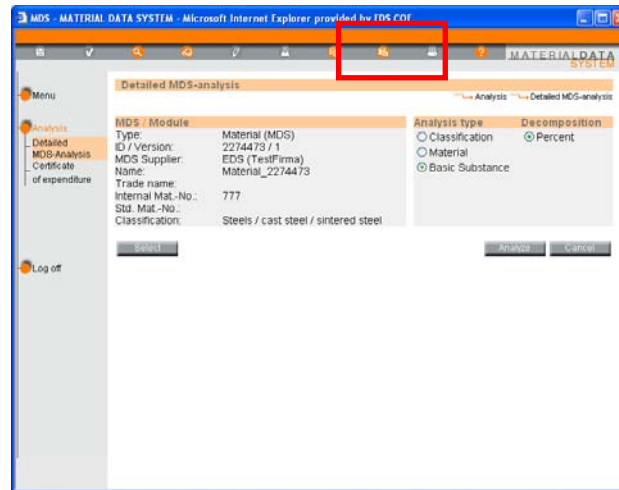 MDS - MATERIAL DATA SYSTEM - Microsoft Internet Explorer provided by EDS COE
MATERIALDATA
SYSTEM
Menu
Analysis
Detailed
MDS-Analysis
Certificate
of expenditure
Log off
Detailed MDS-analysis
Analysis Detailed MDS-analysis
MDS / Module
Type: Material (MDS)
ID / Version: 2274473 / 1
MDS Supplier: EDS (TestFirma)
Name: Material_2274473
Trade name:
Internal Mat.-No.: 777
Std. Mat.-No.:
Classification: Steels / cast steel / sintered steel
Analysis type Decomposition
Classification Percent
Material
Basic Substance
Select Analyze Cancel